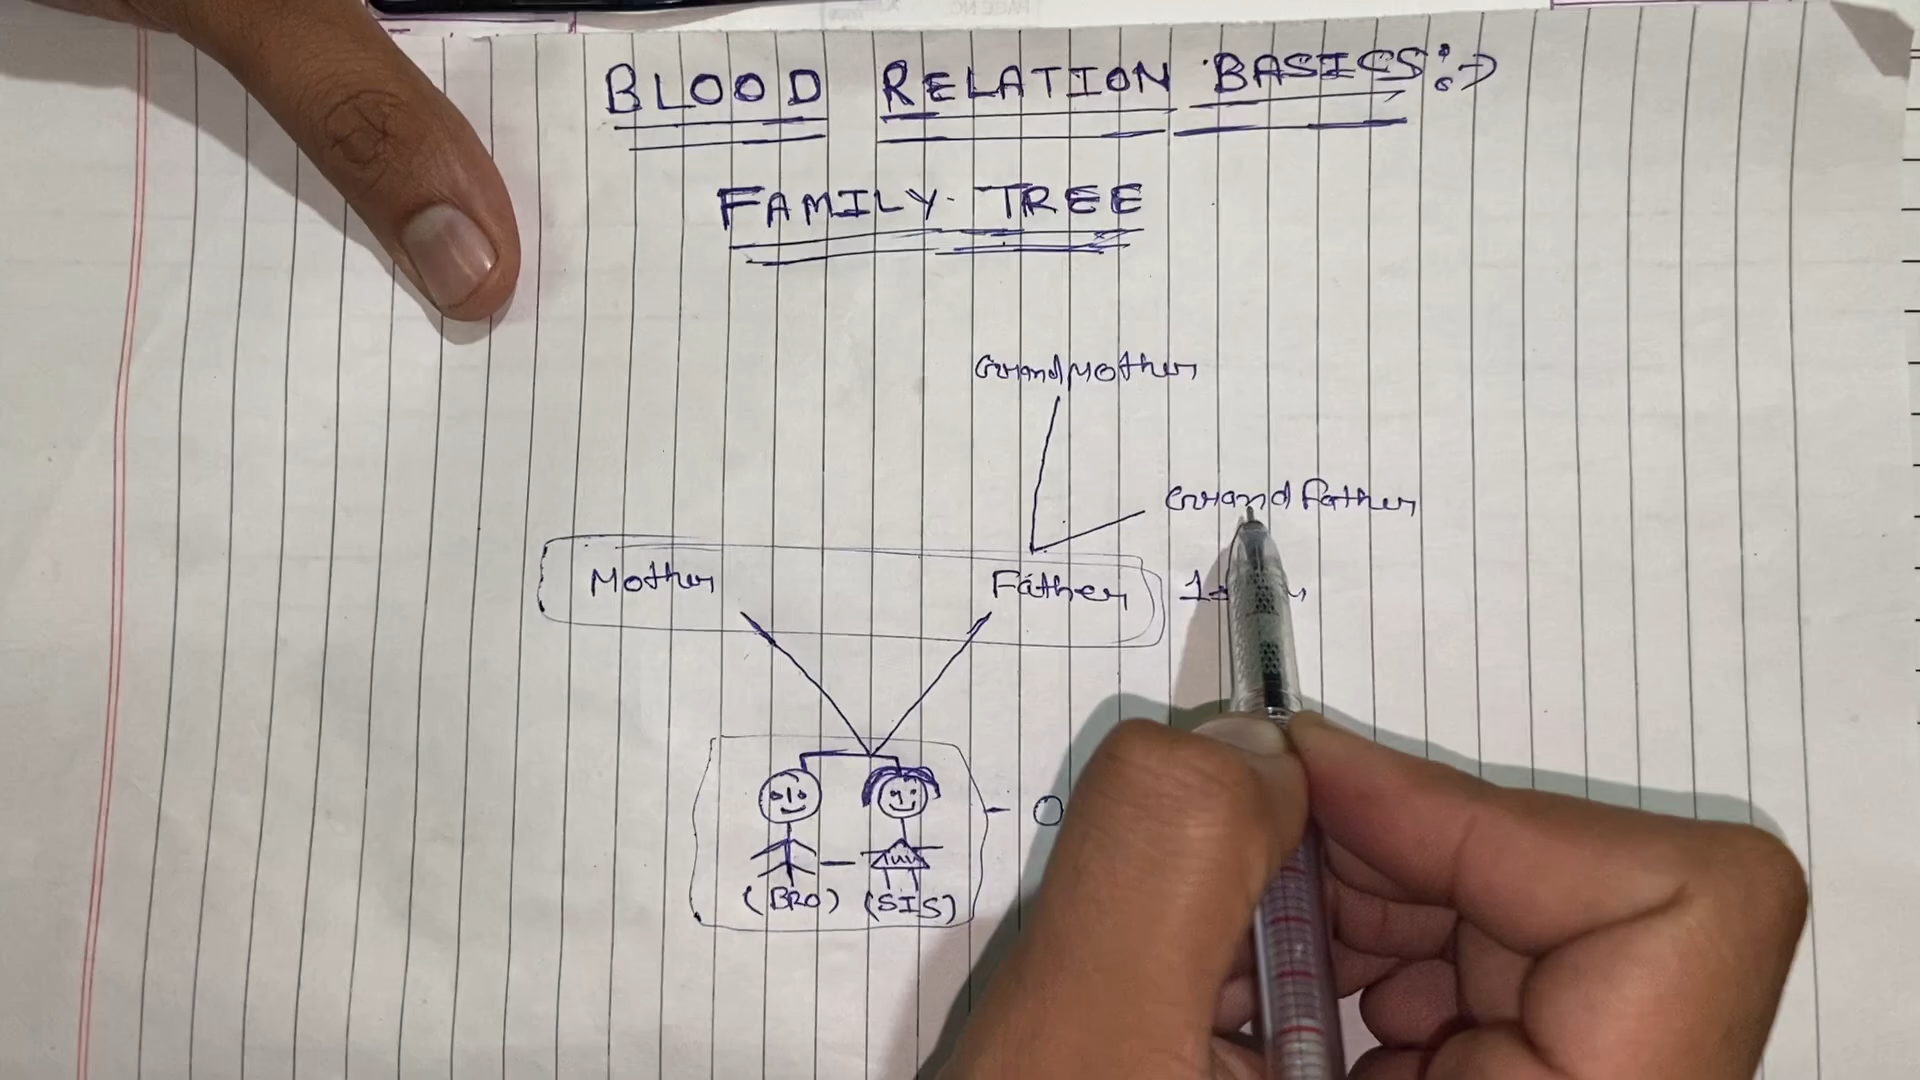 BLOOD RELATION BASICS:→
FAMILY TREE
GrandMother
Grandfather
Mother
Father
(BRO) (SIS)